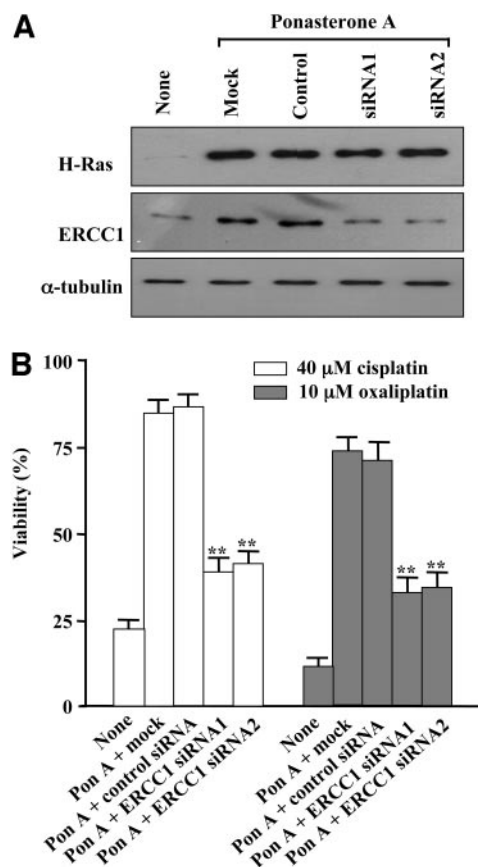 A
Ponasterone A
None
Mock
Control
siRNA1
siRNA2
H-Ras
ERCC1
α-tubulin
B
100
75
50
25
0
Viability (%)
40 μM cisplatin
10 μM oxaliplatin
**
**
**
**
None
Pon A + mock
Pon A + control siRNA
Pon A + ERCC1 siRNA1
Pon A + ERCC1 siRNA2
None
Pon A + mock
Pon A + control siRNA
Pon A + ERCC1 siRNA1
Pon A + ERCC1 siRNA2